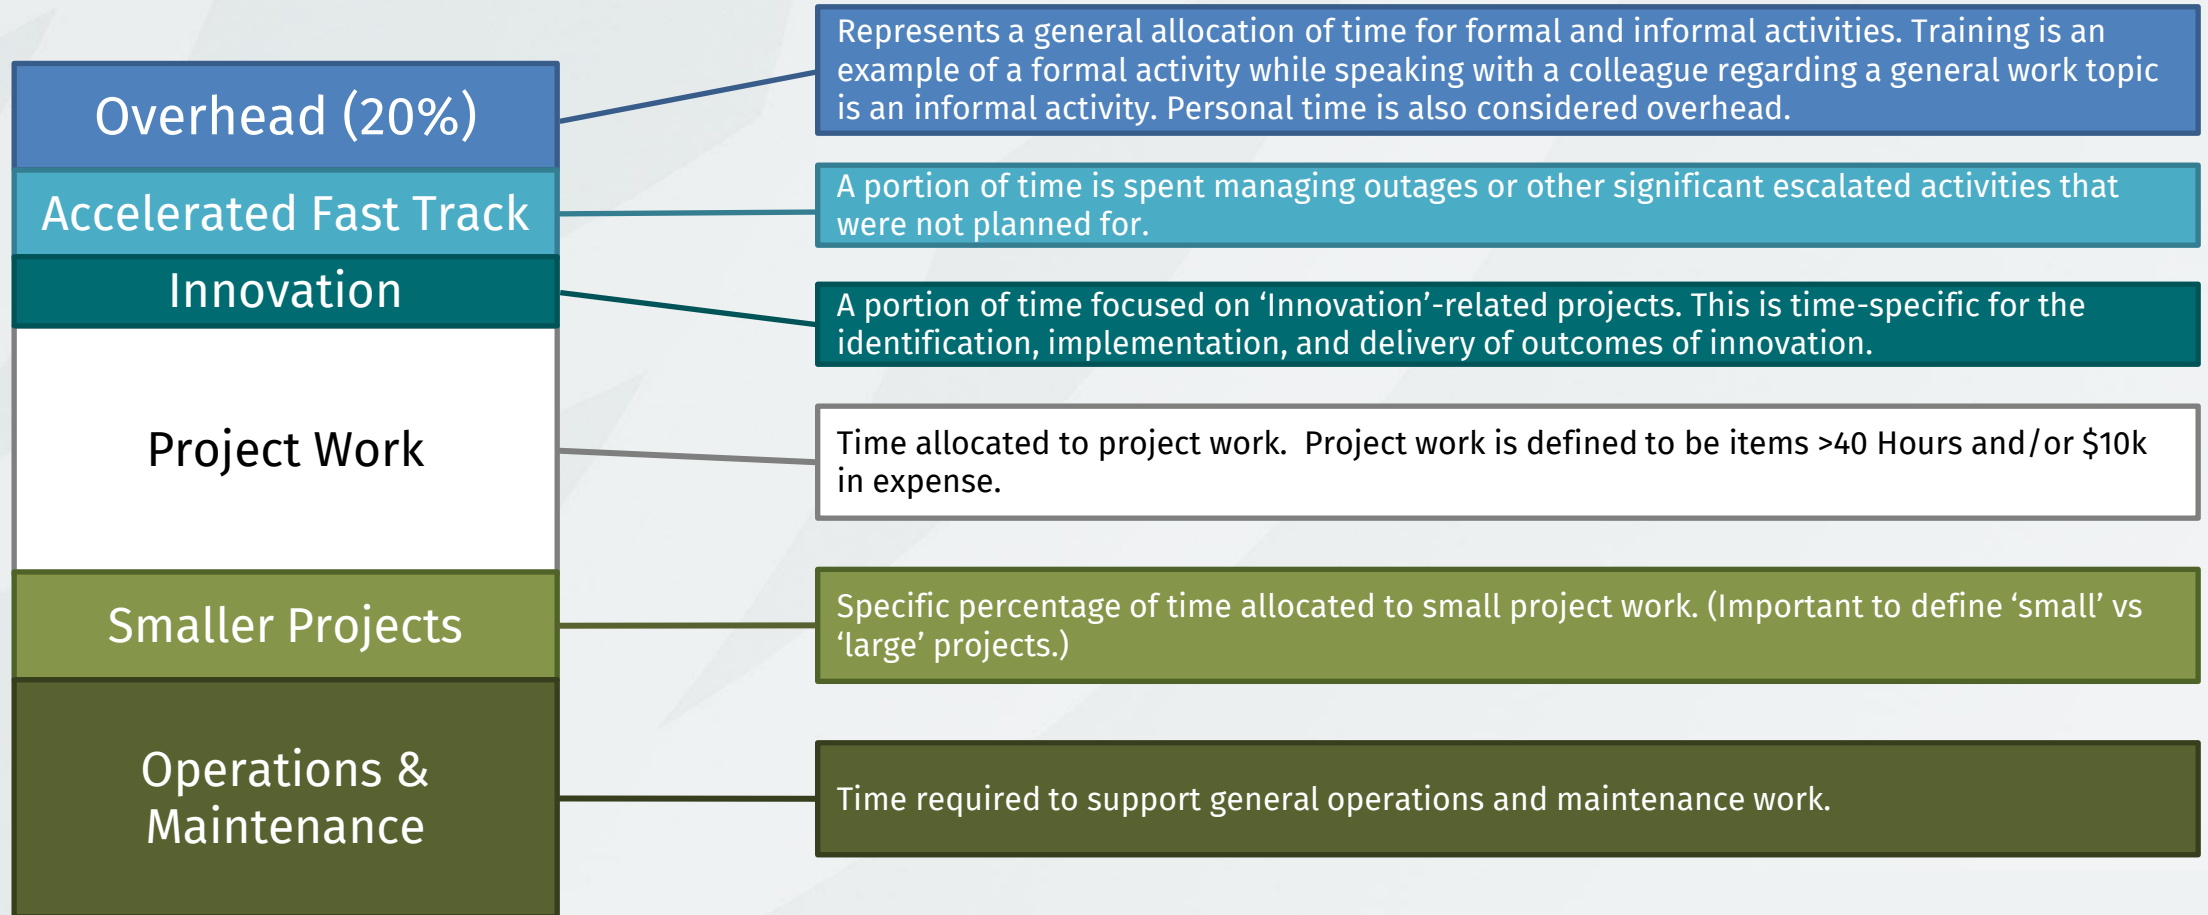 Overhead (20%)
Represents a general allocation of time for formal and informal activities. Training is an
example of a formal activity while speaking with a colleague regarding a general work topic
is an informal activity. Personal time is also considered overhead.
Accelerated Fast Track
A portion of time is spent managing outages or other significant escalated activities that
were not planned for.
Innovation
A portion of time focused on ‘Innovation’-related projects. This is time-specific for the
identification, implementation, and delivery of outcomes of innovation.
Project Work
Time allocated to project work.  Project work is defined to be items >40 Hours and/or $10k
in expense.
Smaller Projects
Specific percentage of time allocated to small project work. (Important to define ‘small’ vs
‘large’ projects.)
Operations &
Maintenance
Time required to support general operations and maintenance work.